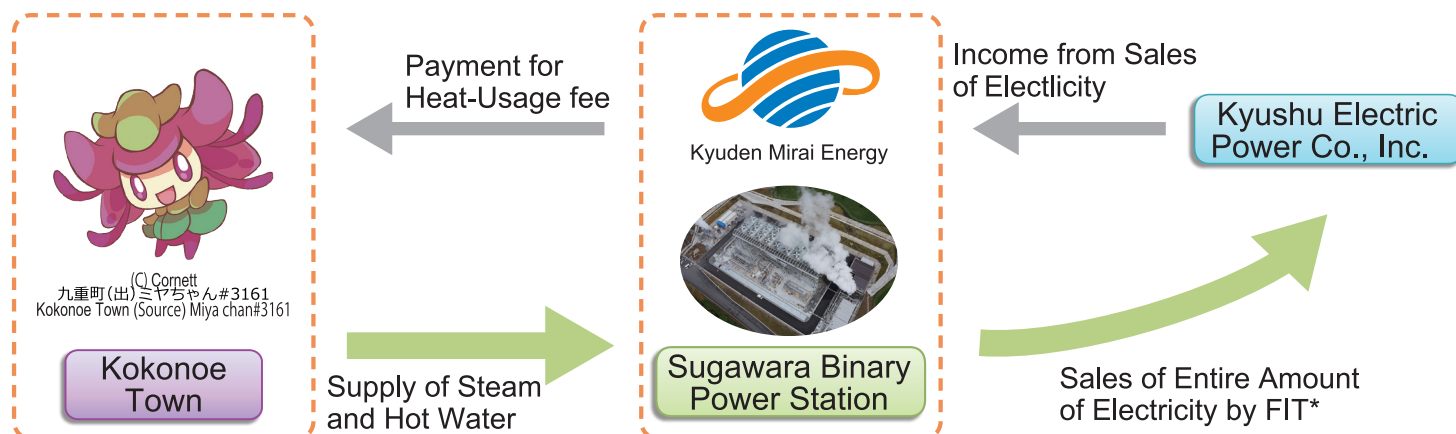 Payment for
Heat-Usage fee
Income from Sales
of Electlicity
Kyuden Mirai Energy
Kyushu Electric
Power Co., Inc.
(C) Cornett
九重町(出)ミヤちゃん#3161
Kokonoe Town (Source) Miya chan#3161
Kokonoe
Town
Supply of Steam
and Hot Water
Sugawara Binary
Power Station
Sales of Entire Amount
of Electricity by FIT*